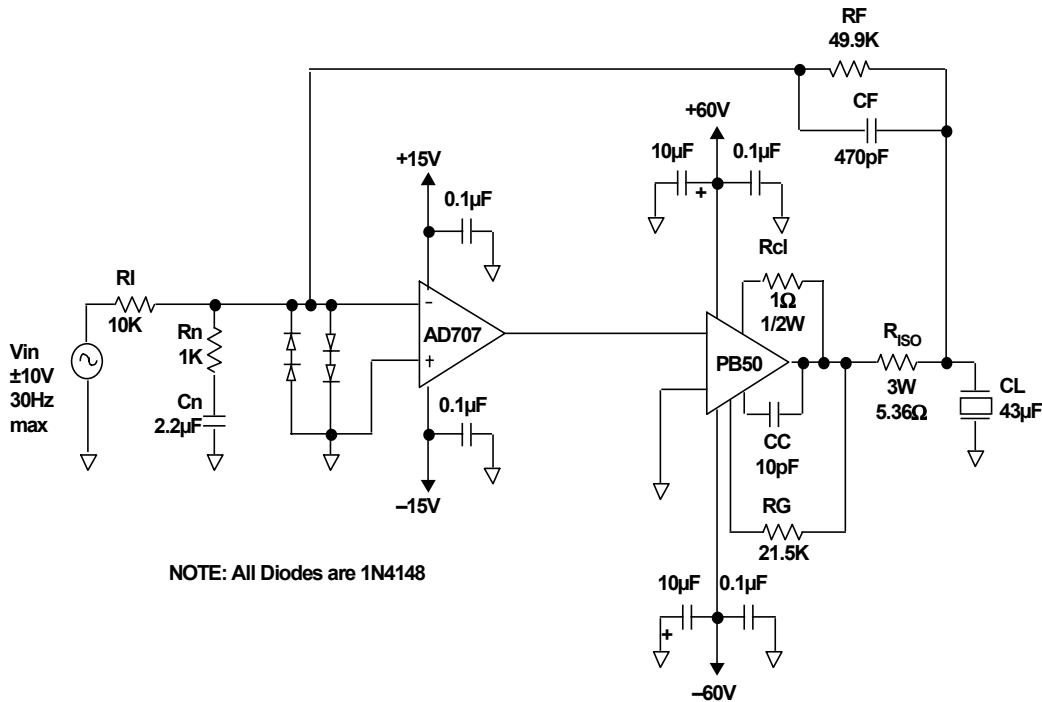 RF
49.9K
CF
470pF
+60V
10µF
0.1µF
+
+15V
0.1µF
Rcl
1Ω
1/2W
RI
10K
Rn
1K
Cn
2.2µF
Vin
±10V
30Hz
max
–
AD707
+
0.1µF
–15V
PB50
RISO
3W
5.36Ω
CL
43µF
CC
10pF
RG
21.5K
NOTE: All Diodes are 1N4148
10µF
0.1µF
+
–60V